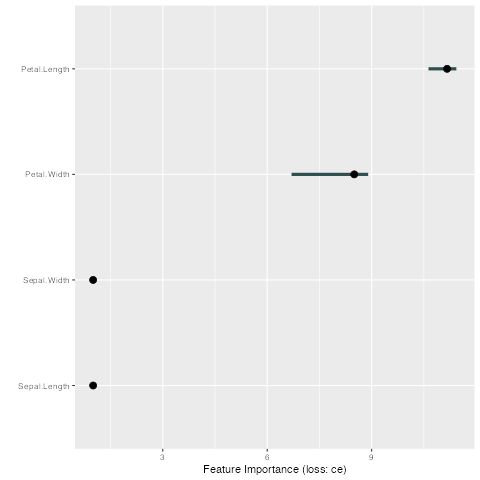 Petal.Length
Petal.Width
Sepal.Width
Sepal.Length
3 6 9
Feature Importance (loss: ce)